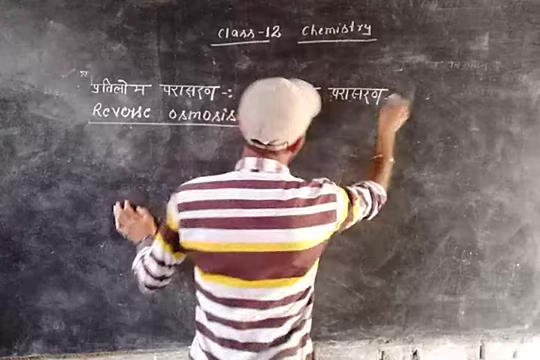 Class-12 Chemistry
" प्रतिलोम परासरण -: परासरण-
Reverse osmosis